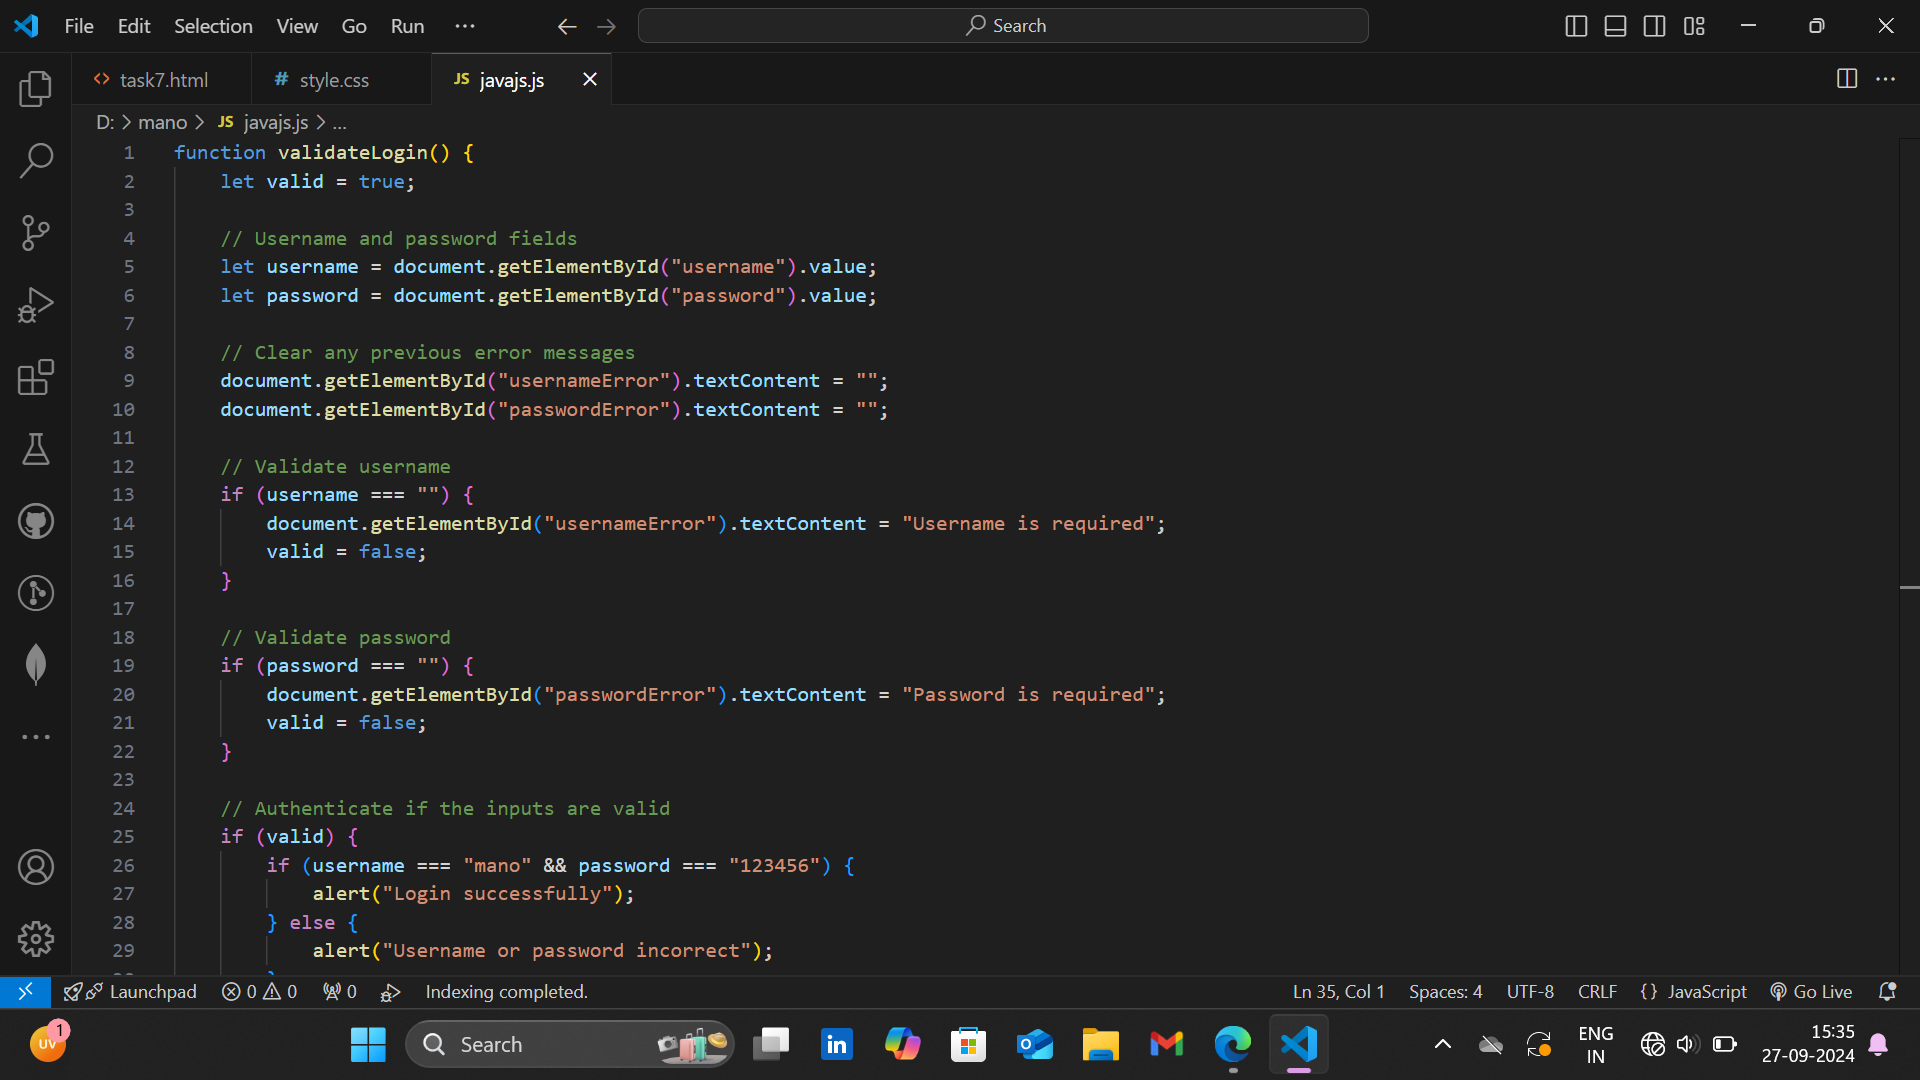 File Edit Selection View Go Run ...
Search
task7.html
# style.css
JS javajs.js
D: > mano > JS javajs.js > ...
1 function validateLogin() {
2     let valid = true;
3
4     // Username and password fields
5     let username = document.getElementById("username").value;
6     let password = document.getElementById("password").value;
7
8     // Clear any previous error messages
9     document.getElementById("usernameError").textContent = "";
10     document.getElementById("passwordError").textContent = "";
11
12     // Validate username
13     if (username === "") {
14         document.getElementById("usernameError").textContent = "Username is required";
15         valid = false;
16     }
17
18     // Validate password
19     if (password === "") {
20         document.getElementById("passwordError").textContent = "Password is required";
21         valid = false;
22     }
23
24     // Authenticate if the inputs are valid
25     if (valid) {
26         if (username === "mano" && password === "123456") {
27             alert("Login successfully");
28         } else {
29             alert("Username or password incorrect");
Launchpad 0 0 0 Indexing completed. Ln 35, Col 1 Spaces: 4 UTF-8 CRLF {} JavaScript Go Live
UV 1
Search
in
ENG
IN
15:35
27-09-2024